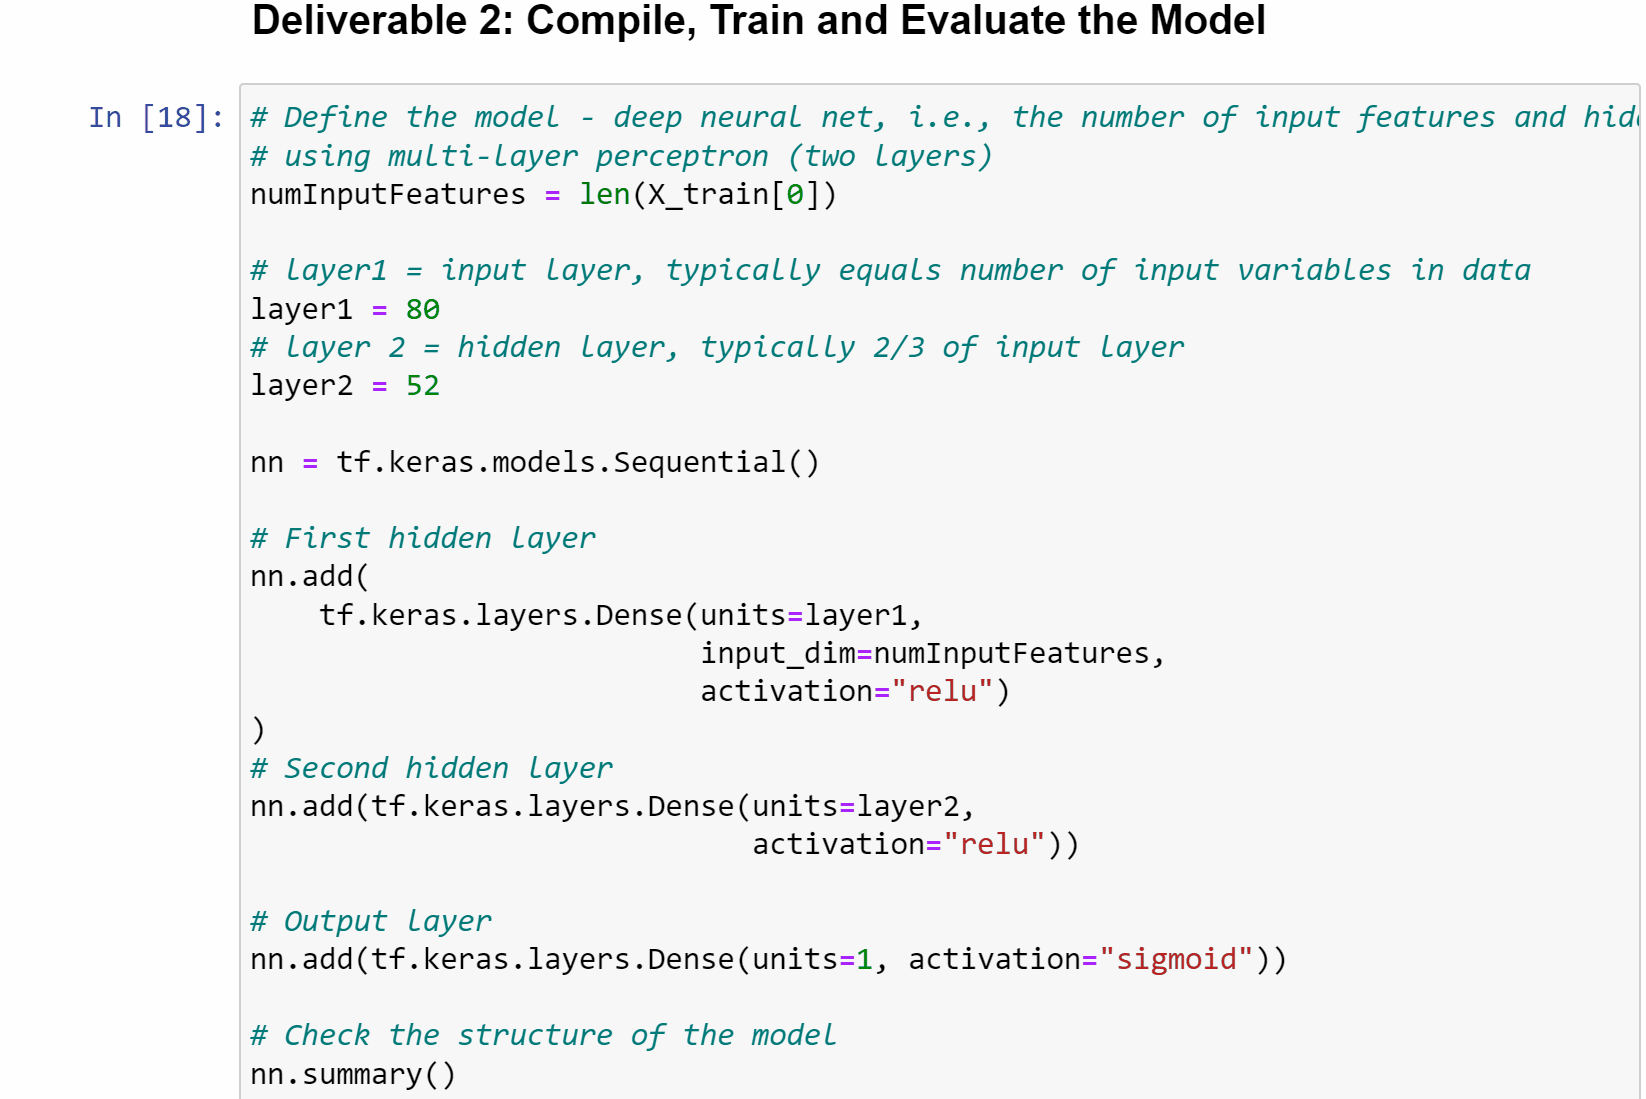 Deliverable 2: Compile, Train and Evaluate the Model
In [18]:
# Define the model - deep neural net, i.e., the number of input features and
# using multi-layer perceptron (two layers)
numInputFeatures = len(X_train[0])
# layer1 = input layer, typically equals number of input variables in data
layer1 = 80
# layer 2 = hidden layer, typically 2/3 of input layer
layer2 = 52
nn = tf.keras.models.Sequential()
# First hidden layer
nn.add(
    tf.keras.layers.Dense(units=layer1,
                          input_dim=numInputFeatures,
                          activation="relu")
)
# Second hidden layer
nn.add(tf.keras.layers.Dense(units=layer2,
                             activation="relu"))
# Output layer
nn.add(tf.keras.layers.Dense(units=1, activation="sigmoid"))
# Check the structure of the model
nn.summary()